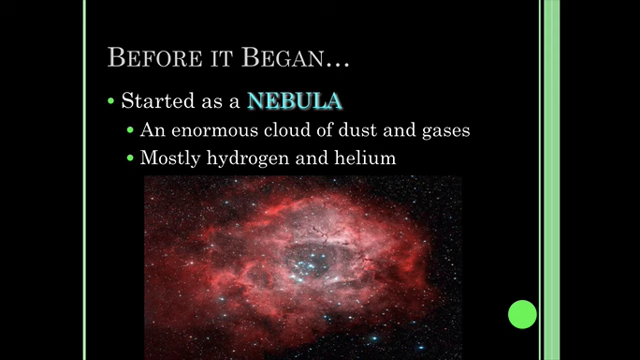 BEFORE IT BEGAN…
• Started as a NEBULA
• An enormous cloud of dust and gases
• Mostly hydrogen and helium